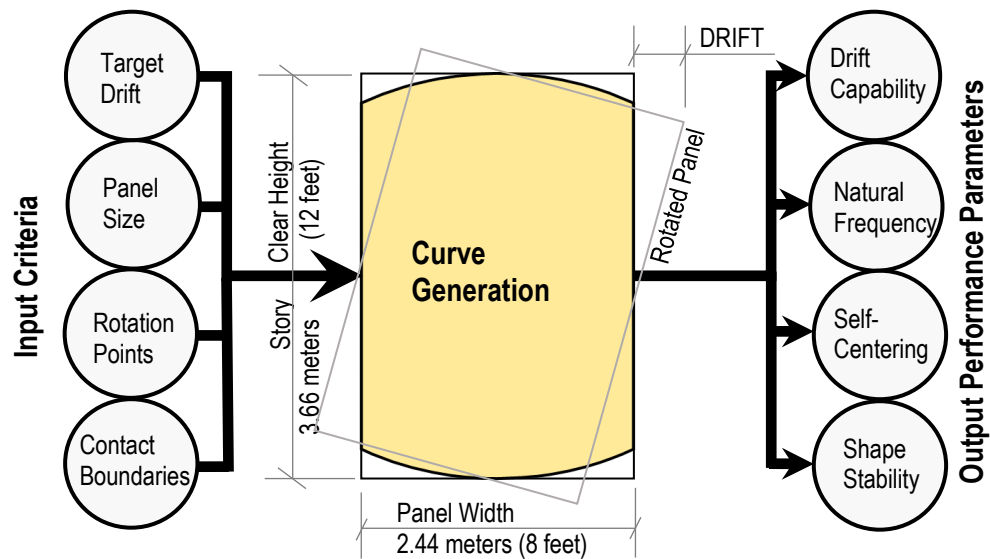 Input Criteria
Target
Drift
Panel
Size
Rotation
Points
Contact
Boundaries
Story Clear Height
3.66 meters (12 feet)
Curve
Generation
DRIFT
Rotated Panel
Panel Width
2.44 meters (8 feet)
Drift
Capability
Natural
Frequency
Self-
Centering
Shape
Stability
Output Performance Parameters